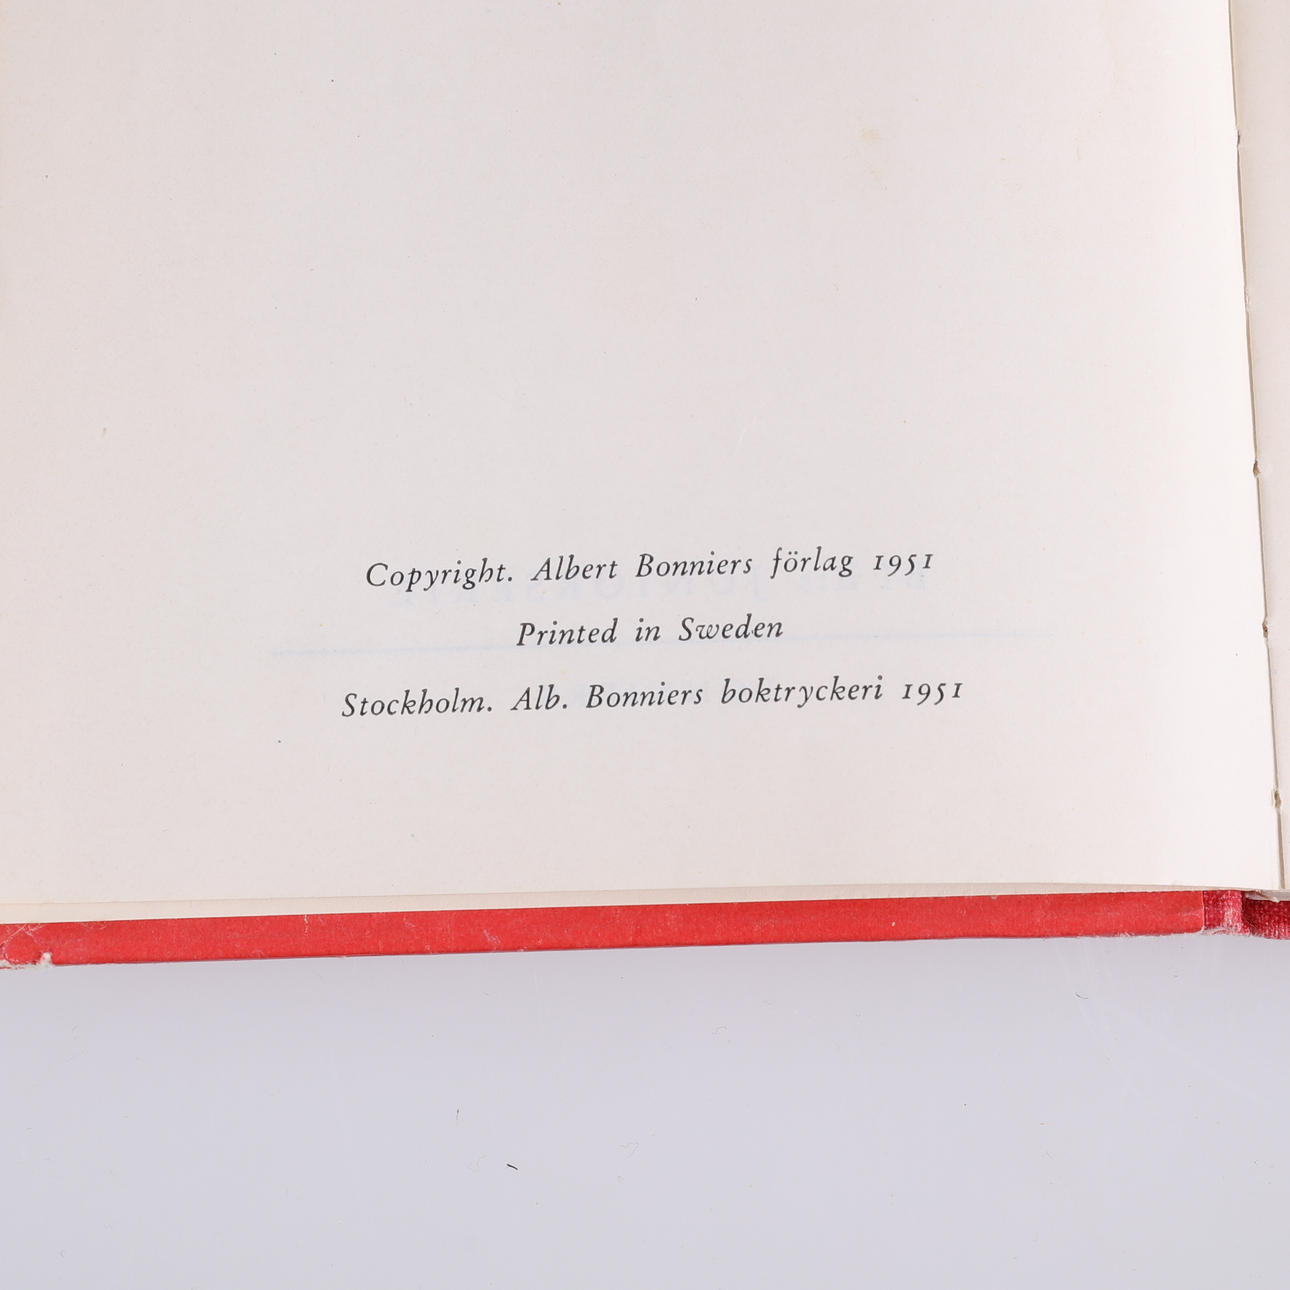 Copyright. Albert Bonniers förlag 1951
Printed in Sweden
Stockholm. Alb. Bonniers boktryckeri 1951